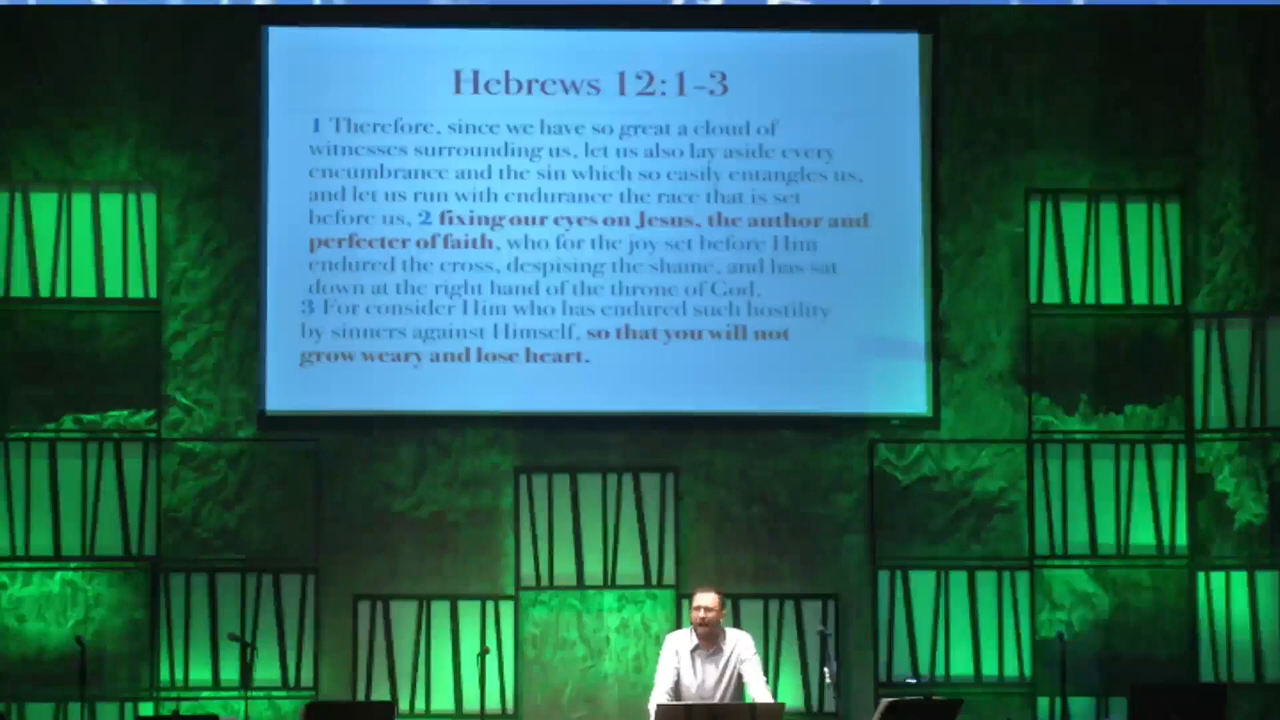 Hebrews 12:1-3
1 Therefore, since we have so great a cloud of
witnesses surrounding us, let us also lay aside every
encumbrance and the sin which so easily entangles us,
and let us run with endurance the race that is set
before us, 2 fixing our eyes on Jesus, the author and
perfecter of faith, who for the joy set before Him
endured the cross, despising the shame, and has sat
down at the right hand of the throne of God.
3 For consider Him who has endured such hostility
by sinners against Himself, so that you will not
grow weary and lose heart.